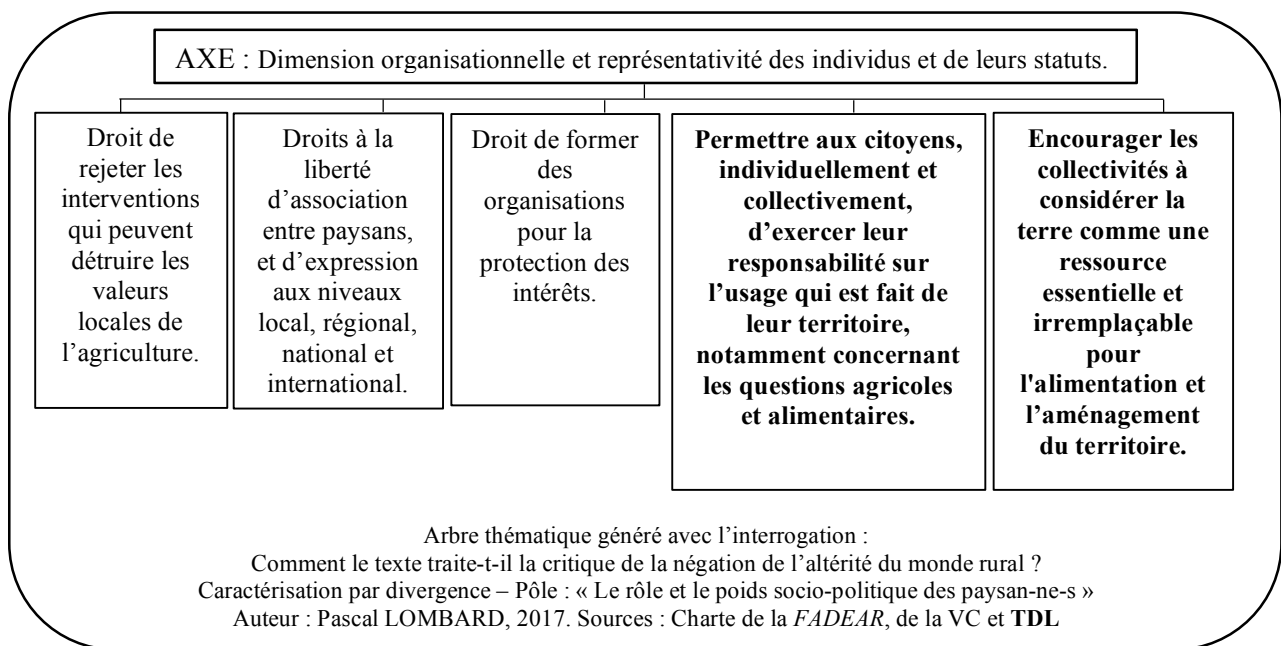 AXE : Dimension organisationnelle et représentativité des individus et de leurs statuts.
Droit de
rejeter les
interventions
qui peuvent
détruire les
valeurs
locales de
l’agriculture.
Droits à la
liberté
d’association
entre paysans,
et d’expression
aux niveaux
local, régional,
national et
international.
Droit de former
des
organisations
pour la
protection des
intérêts.
Permettre aux citoyens,
individuellement et
collectivement,
d’exercer leur
responsabilité sur
l’usage qui est fait de
leur territoire,
notamment concernant
les questions agricoles
et alimentaires.
Encourager les
collectivités à
considérer la
terre comme une
ressource
essentielle et
irremplaçable
pour
l'alimentation et
l’aménagement
du territoire.
Arbre thématique généré avec l’interrogation :
Comment le texte traite-t-il la critique de la négation de l’altérité du monde rural ?
Caractérisation par divergence – Pôle : « Le rôle et le poids socio-politique des paysan-ne-s »
Auteur : Pascal LOMBARD, 2017. Sources : Charte de la FADEAR, de la VC et TDL